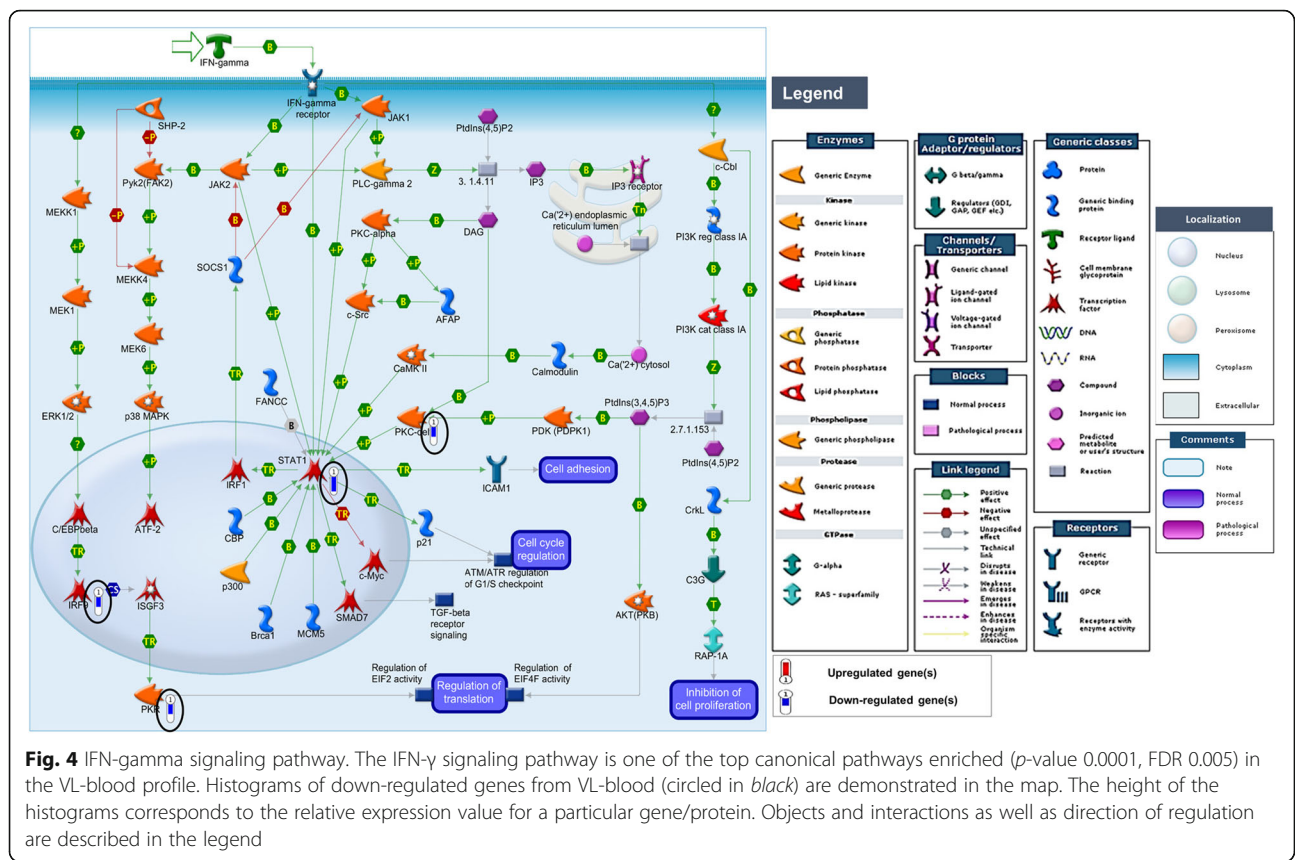 IFN-gamma
B
IFN-gamma
receptor
B
B
B
JAK1
?
SHP-2
-P
+P
PtdIns(4,5)P2
?
c-Cbl
Pyk2(FAK2)
B
JAK2
+P
PLC-gamma 2
Z
3. 1.4.11
IP3
B
IP3 receptor
MEKK1
-P
+P
B
B
PKC-alpha
B
DAG
Ca('2+) endoplasmic
reticulum lumen
Tn
B
PI3K reg class IA
+P
MEKK4
SOCS1
+P
+P
+P
B
B
MEK1
+P
c-Src
B
AFAP
PI3K cat class IA
MEK6
+P
+P
TR
+P
CaMK II
B
Calmodulin
B
Ca('2+) cytosol
Z
ERK1/2
p38 MAPK
FANCC
B
PKC-del
1
+P
PDK (PDPK1)
B
PtdIns(3,4,5)P3
2.7.1.153
?
+P
B
+P
PtdIns(4,5)P2
STAT1
1
IRF1
TR
TR
ICAM1
Cell adhesion
C/EBPbeta
ATF-2
CBP
B
B
TR
TR
p21
B
CrkL
TR
p300
B
B
c-Myc
Cell cycle
regulation
ATM/ATR regulation
of G1/S checkpoint
B
IRF9
1
CS
ISGF3
Brca1
MCM5
TR
SMAD7
TGF-beta
receptor
signaling
AKT(PKB)
C3G
T
TR
RAP-1A
PKR
1
Regulation of
EIF2 activity
Regulation of
translation
Regulation of
EIF4F activity
Inhibition of
cell proliferation
Legend
Enzymes
Generic Enzyme
Kinase
Generic kinase
Protein kinase
Lipid kinase
Phosphatase
Generic
phosphatase
Protein phosphatase
Lipid phosphatase
Phospholipase
Generic phospholipase
Protease
Generic protease
Metalloprotease
GTPase
G-alpha
RAS - superfamily
G protein
Adaptor/regulators
G beta/gamma
Regulators (GDI,
GAP, GEF etc.)
Channels/
Transporters
Generic channel
Ligand-gated
ion channel
Voltage-gated
ion channel
Transporter
Blocks
Normal process
Pathological process
Link legend
Positive
effect
Negative
effect
Unspecified
effect
Technical
link
Disrupts
in disease
Weakens
in disease
Emerges
in disease
Enhances
in disease
Organism
specific
interaction
Generic classes
Protein
Generic binding
protein
Receptor ligand
Cell membrane
glycoprotein
Transcription
factor
DNA
RNA
Compound
Inorganic ion
Predicted
metabolite
or user's structure
Reaction
Receptors
Generic
receptor
GPCR
Receptors with
enzyme activity
Localization
Nucleus
Lysosome
Peroxisome
Cytoplasm
Extracellular
Comments
Note
Normal
process
Pathological
process
1
Upregulated gene(s)
1
Down-regulated gene(s)
Fig. 4 IFN-gamma signaling pathway. The IFN-γ signaling pathway is one of the top canonical pathways enriched (p-value 0.0001, FDR 0.005) in
the VL-blood profile. Histograms of down-regulated genes from VL-blood (circled in black) are demonstrated in the map. The height of the
histograms corresponds to the relative expression value for a particular gene/protein. Objects and interactions as well as direction of regulation
are described in the legend